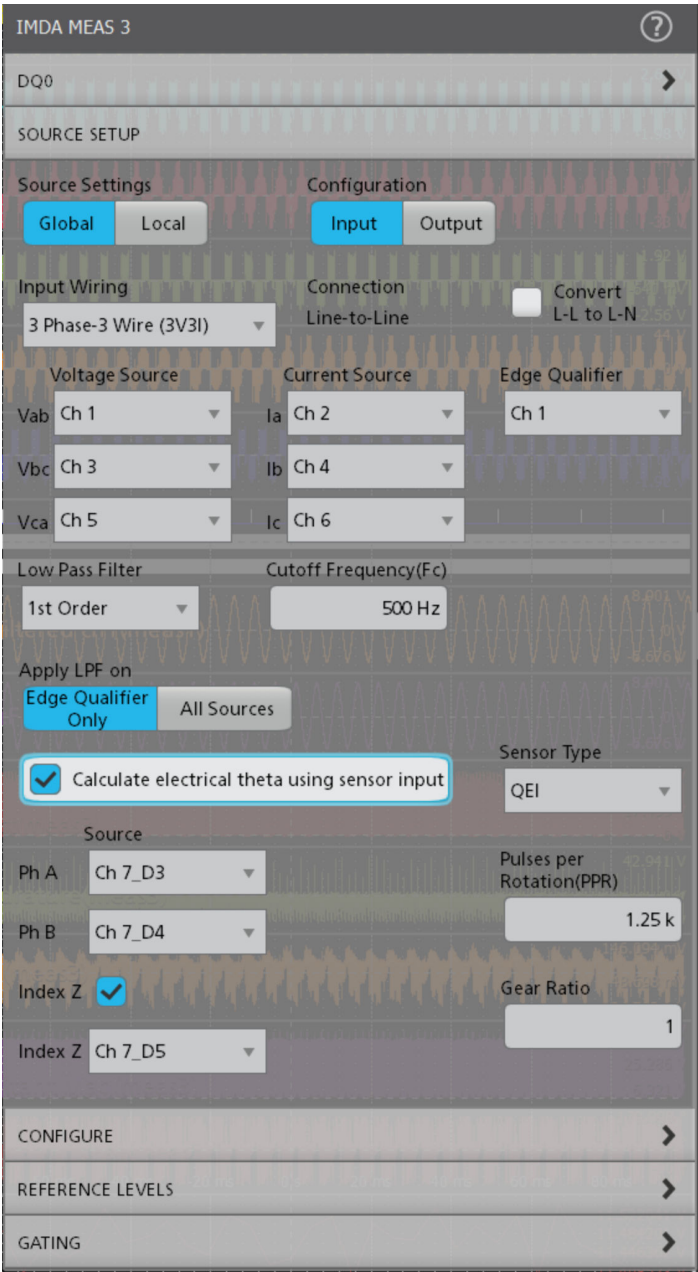 IMDA MEAS 3
?
DQ0
SOURCE SETUP
Source Settings
Configuration
Global
Local
Input
Output
Input Wiring
Connection
Convert
L-L to L-N
3 Phase-3 Wire (3V3I)
Line-to-Line
Voltage Source
Current Source
Edge Qualifier
Vab Ch 1
Ia Ch 2
Ch 1
Vbc Ch 3
Ib Ch 4
Vca Ch 5
Ic Ch 6
Low Pass Filter
Cutoff Frequency(Fc)
1st Order
500 Hz
Apply LPF on
Edge Qualifier
Only
All Sources
Calculate electrical theta using sensor input
Sensor Type
QEI
Source
Ph A Ch 7_D3
Pulses per
Rotation(PPR)
1.25 k
Ph B Ch 7_D4
Index Z
Gear Ratio
1
Index Z Ch 7_D5
CONFIGURE
REFERENCE LEVELS
GATING